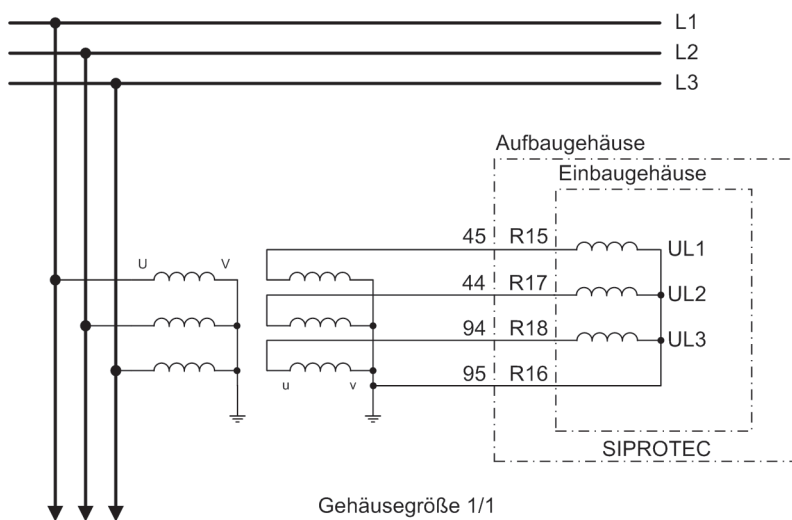 L1
L2
L3
Aufbaugehäuse
Einbaugehäuse
45 R15 UL1
U V
44 R17 UL2
94 R18 UL3
95 R16
u v
SIPROTEC
Gehäusegröße 1/1